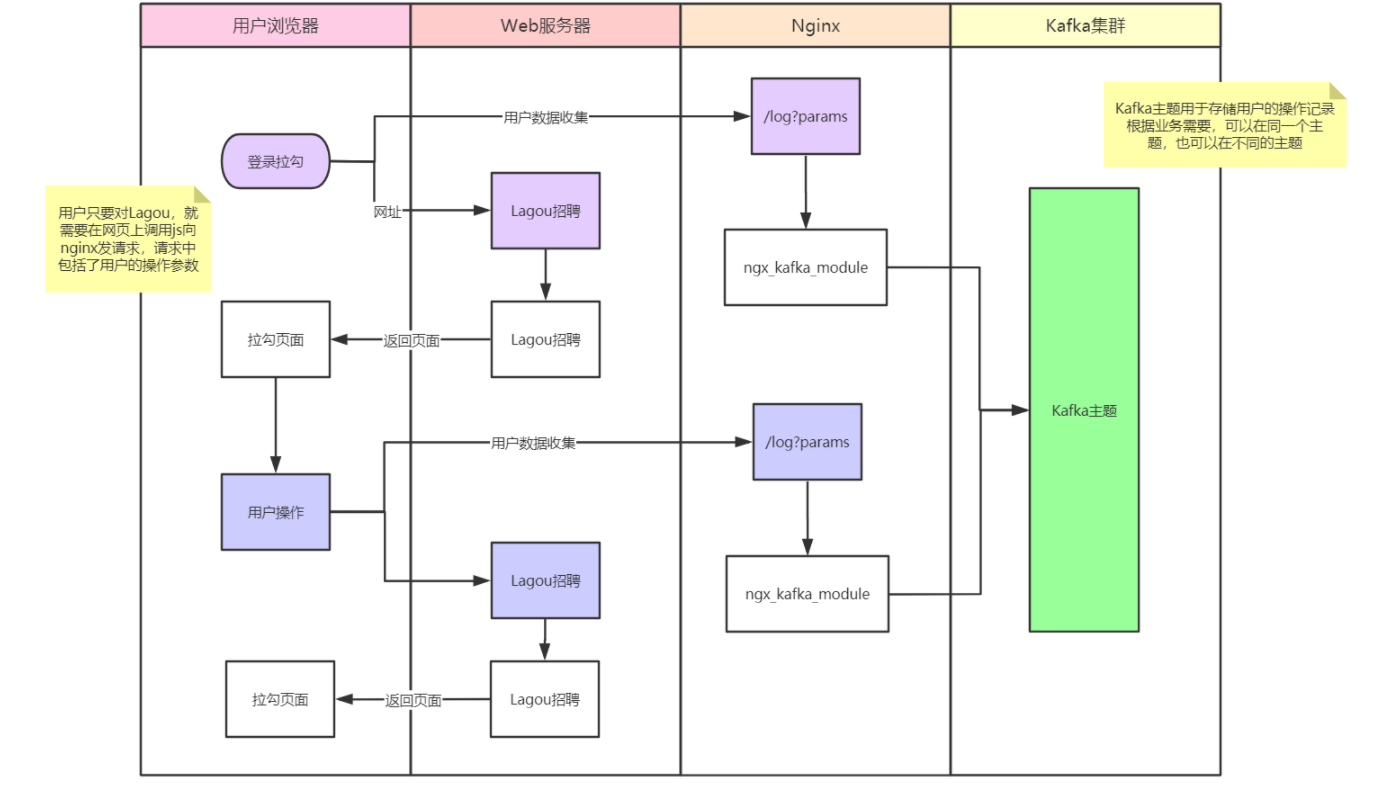 用户浏览器
Web服务器
Nginx
Kafka集群
Kafka主题用于存储用户的操作记录
根据业务需要，可以在同一个主
题，也可以在不同的主题
用户数据收集
/log?params
登录拉勾
用户只要对Lagou，就
需要在网页上调用js向
nginx发请求，请求中
包括了用户的操作参数
网址
Lagou招聘
ngx_kafka_module
拉勾页面
返回页面
Lagou招聘
Kafka主题
用户数据收集
/log?params
用户操作
Lagou招聘
ngx_kafka_module
拉勾页面
返回页面
Lagou招聘